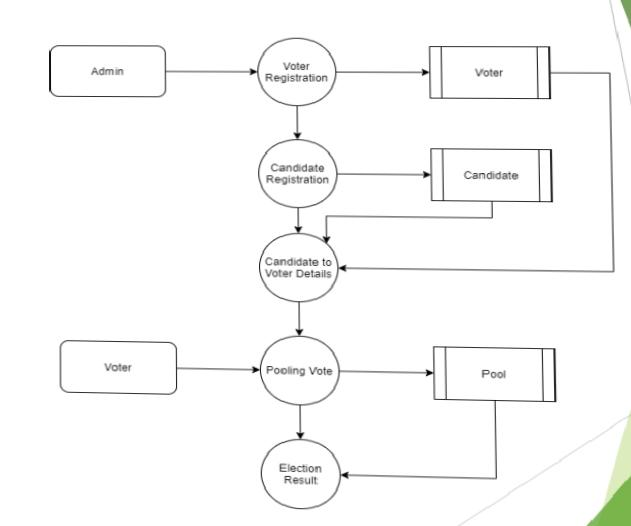 Admin
Voter
Registration
Voter
Candidate
Registration
Candidate
Candidate to
Voter Details
Voter
Pooling Vote
Pool
Election
Result